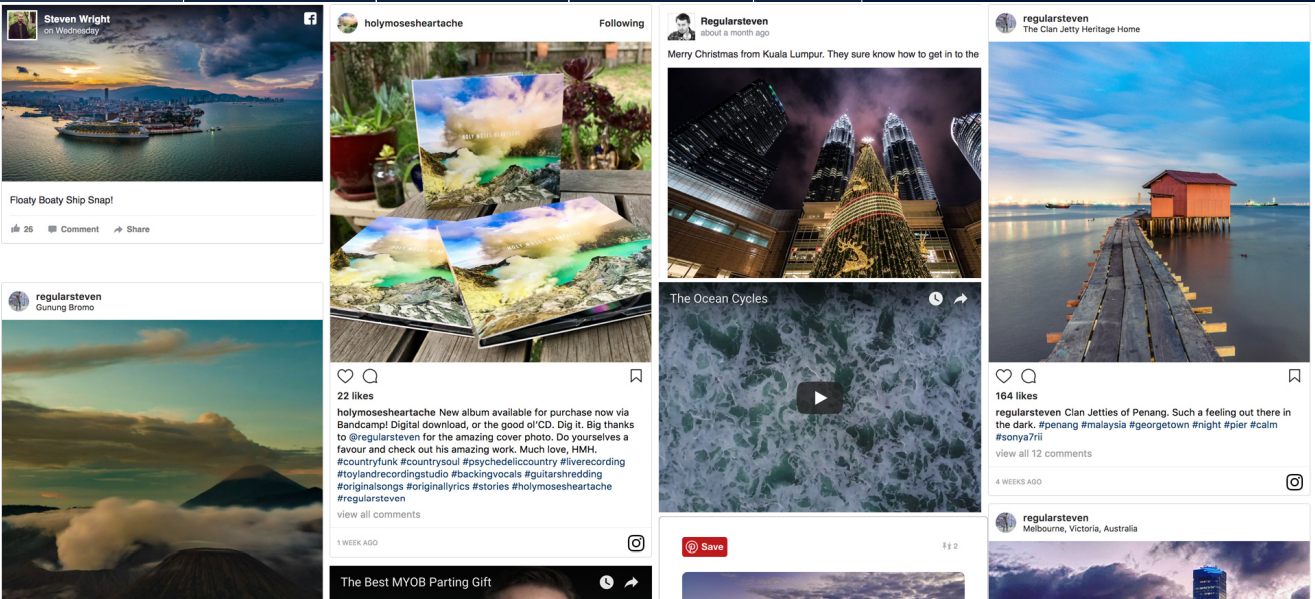 Steven Wright
on Wednesday
Floaty Boaty Ship Snap!
26 Comment Share
regularsteven
Gunung Bromo
holymosesheartache Following
HOLY MOSES HEARTACHE
HOLY MOSES HEARTACHE
22 likes
holymosesheartache New album available for purchase now via
Bandcamp! Digital download, or the good ol'CD. Dig it. Big thanks
to @regularsteven for the amazing cover photo. Do yourselves a
favour and check out his amazing work. Much love, HMH.
#countryfunk #countrysoul #psychedeliccountry #liverecording
#toylandrecordingstudio #backingvocals #guitarshredding
#originalsongs #originallyrics #stories #holymosesheartache
#regularsteven
view all comments
1 WEEK AGO
The Best MYOB Parting Gift
Regularsteven
about a month ago
Merry Christmas from Kuala Lumpur. They sure know how to get in to the
The Ocean Cycles
Save
2
regularsteven
The Clan Jetty Heritage Home
164 likes
regularsteven Clan Jetties of Penang. Such a feeling out there in
the dark. #penang #malaysia #georgetown #night #pier #calm
#sonya7rii
view all 12 comments
4 WEEKS AGO
regularsteven
Melbourne, Victoria, Australia